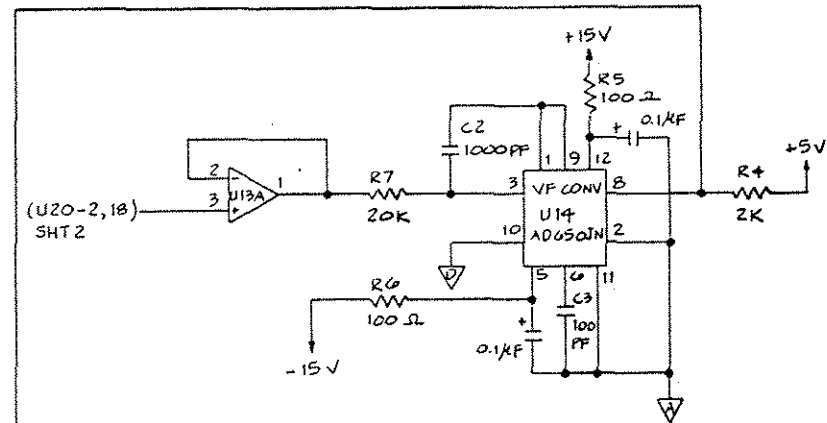 +15V
R5
100 Ω
0.1μF
+
C2
1000PF
1
9
12
+5V
R4
2K
2
-
U13A
1
3
+
(U20-2,18)
SHT 2
R7
20K
3
VF CONV
8
U14
10
AD650JN
2
D
5
6
11
R6
100 Ω
-15V
+
0.1μF
C3
100
PF
A